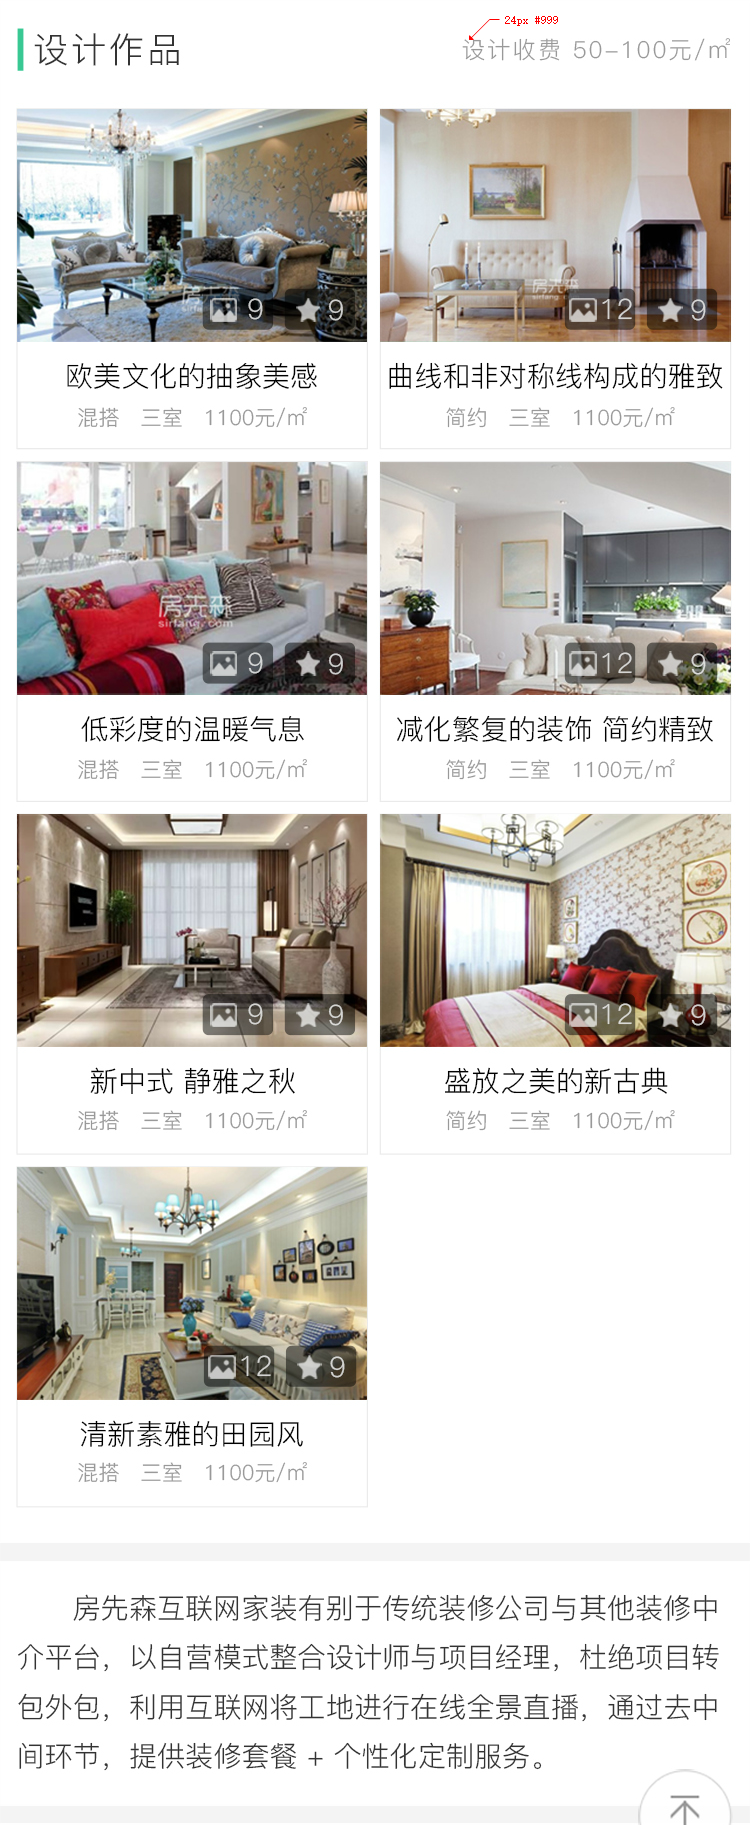 24px #999
设计作品
设计收费 50-100元/㎡
房先森
9 9
房先森
sirfang.com
12 9
欧美文化的抽象美感
混搭 三室 1100元/㎡
曲线和非对称线构成的雅致
简约 三室 1100元/㎡
房先森
sirfang.com
9 9
12 9
低彩度的温暖气息
混搭 三室 1100元/㎡
减化繁复的装饰 简约精致
简约 三室 1100元/㎡
9 9
12 9
新中式 静雅之秋
混搭 三室 1100元/㎡
盛放之美的新古典
简约 三室 1100元/㎡
12 9
清新素雅的田园风
混搭 三室 1100元/㎡
房先森互联网家装有别于传统装修公司与其他装修中
介平台，以自营模式整合设计师与项目经理，杜绝项目转
包外包，利用互联网将工地进行在线全景直播，通过去中
间环节，提供装修套餐 + 个性化定制服务。